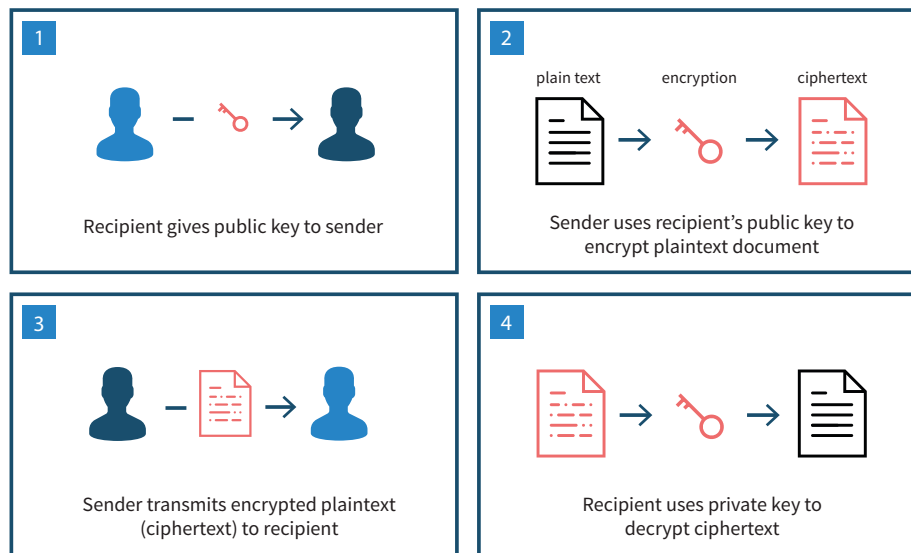 1
Recipient gives public key to sender
2
plain text encryption ciphertext
Sender uses recipient’s public key to
encrypt plaintext document
3
Sender transmits encrypted plaintext
(ciphertext) to recipient
4
Recipient uses private key to
decrypt ciphertext